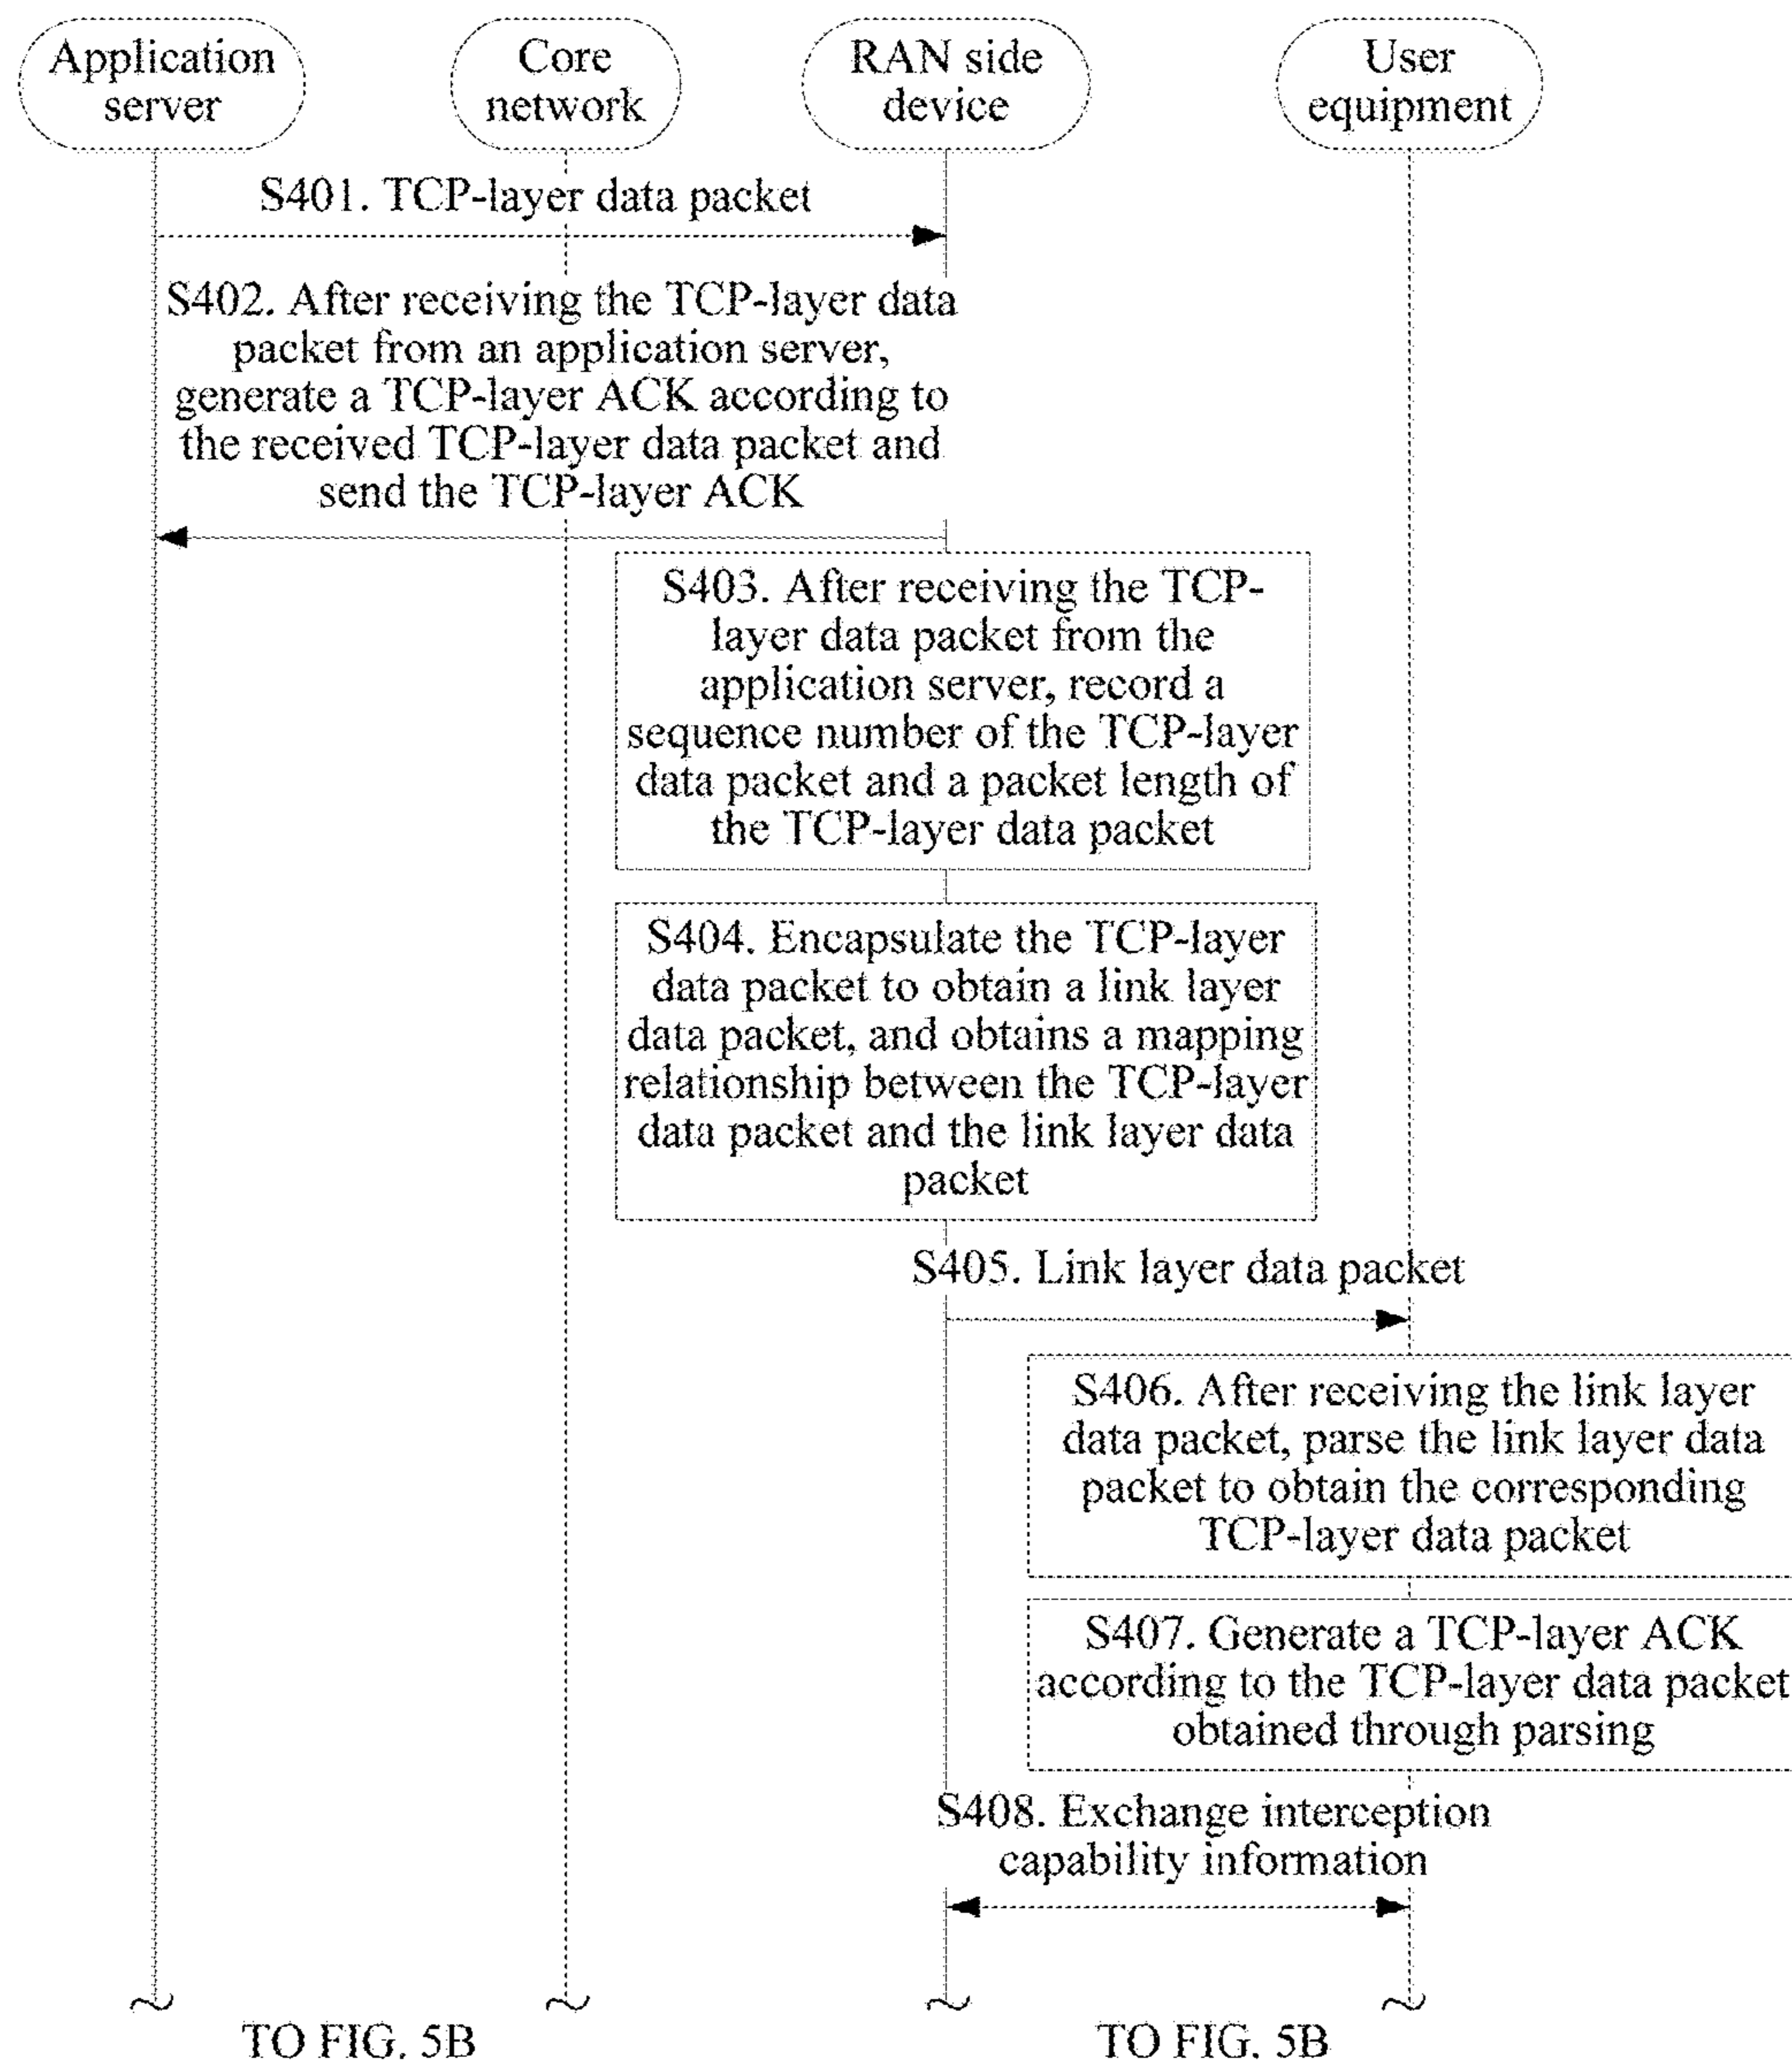 Application
server
Core
network
RAN side
device
User
equipment
S401. TCP-layer data packet
S402. After receiving the TCP-layer data
packet from an application server,
generate a TCP-layer ACK according to
the received TCP-layer data packet and
send the TCP-layer ACK
S403. After receiving the TCP-
layer data packet from the
application server, record a
sequence number of the TCP-layer
data packet and a packet length of
the TCP-layer data packet
S404. Encapsulate the TCP-layer
data packet to obtain a link layer
data packet, and obtains a mapping
relationship between the TCP-layer
data packet and the link layer data
packet
S405. Link layer data packet
S406. After receiving the link layer
data packet, parse the link layer data
packet to obtain the corresponding
TCP-layer data packet
S407. Generate a TCP-layer ACK
according to the TCP-layer data packet
obtained through parsing
S408. Exchange interception
capability information
TO FIG. 5B
TO FIG. 5B